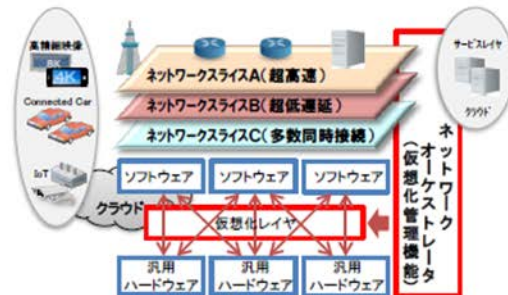 高精細映像
8K
4K
Connected Car
IoT
クラウド
ネットワークスライスA(超高速)
ネットワークスライスB(超低遅延)
ネットワークスライスC(多数同時接続)
ソフトウェア
ソフトウェア
ソフトウェア
仮想化レイヤ
汎用
ハードウェア
汎用
ハードウェア
汎用
ハードウェア
サービスレイヤ
クラウド
ネットワーク
オーケストレータ
(仮想化管理機能)